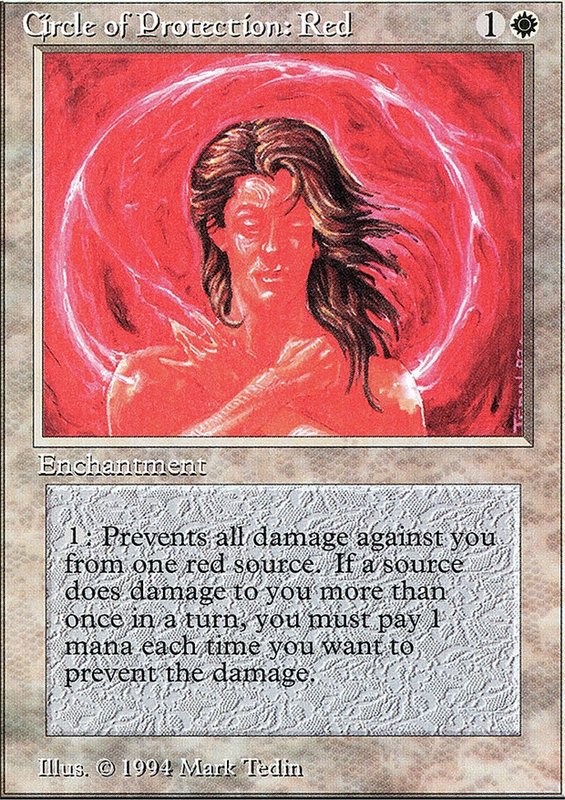 Circle of Protection: Red 1
Enchantment
1: Prevents all damage against you
from one red source. If a source
does damage to you more than
once in a turn, you must pay 1
mana each time you want to
prevent the damage.
Illus. © 1994 Mark Tedin